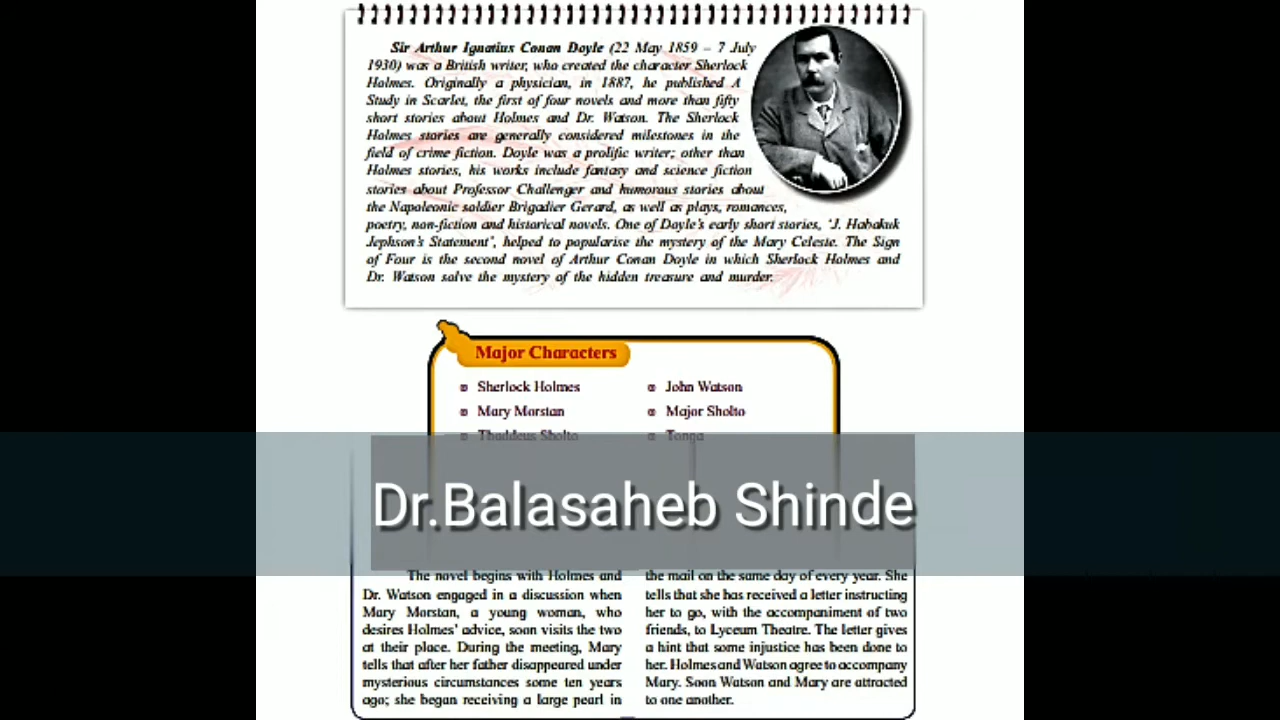 Sir Arthur Ignatius Conan Doyle (22 May 1859 – 7 July
1930) was a British writer, who created the character Sherlock
Holmes. Originally a physician, in 1887, he published A
Study in Scarlet, the first of four novels and more than fifty
short stories about Holmes and Dr. Watson. The Sherlock
Holmes stories are generally considered milestones in the
field of crime fiction. Doyle was a prolific writer; other than
Holmes stories, his works include fantasy and science fiction
stories about Professor Challenger and humorous stories about
the Napoleonic soldier Brigadier Gerard, as well as plays, romances,
poetry, non-fiction and historical novels. One of Doyle's early short stories, 'J. Habakuk
Jephson's Statement', helped to popularise the mystery of the Mary Celeste. The Sign
of Four is the second novel of Arthur Conan Doyle in which Sherlock Holmes and
Dr. Watson solve the mystery of the hidden treasure and murder.
Major Characters
Sherlock Holmes
John Watson
Mary Morstan
Major Sholto
Thaddeus Sholto
Tonga
Dr.Balasaheb Shinde
The novel begins with Holmes and
Dr. Watson engaged in a discussion when
Mary Morstan, a young woman, who
desires Holmes' advice, soon visits the two
at their place. During the meeting, Mary
tells that after her father disappeared under
mysterious circumstances some ten years
ago; she began receiving a large pearl in
the mail on the same day of every year. She
tells that she has received a letter instructing
her to go, with the accompaniment of two
friends, to Lyceum Theatre. The letter gives
a hint that some injustice has been done to
her. Holmes and Watson agree to accompany
Mary. Soon Watson and Mary are attracted
to one another.